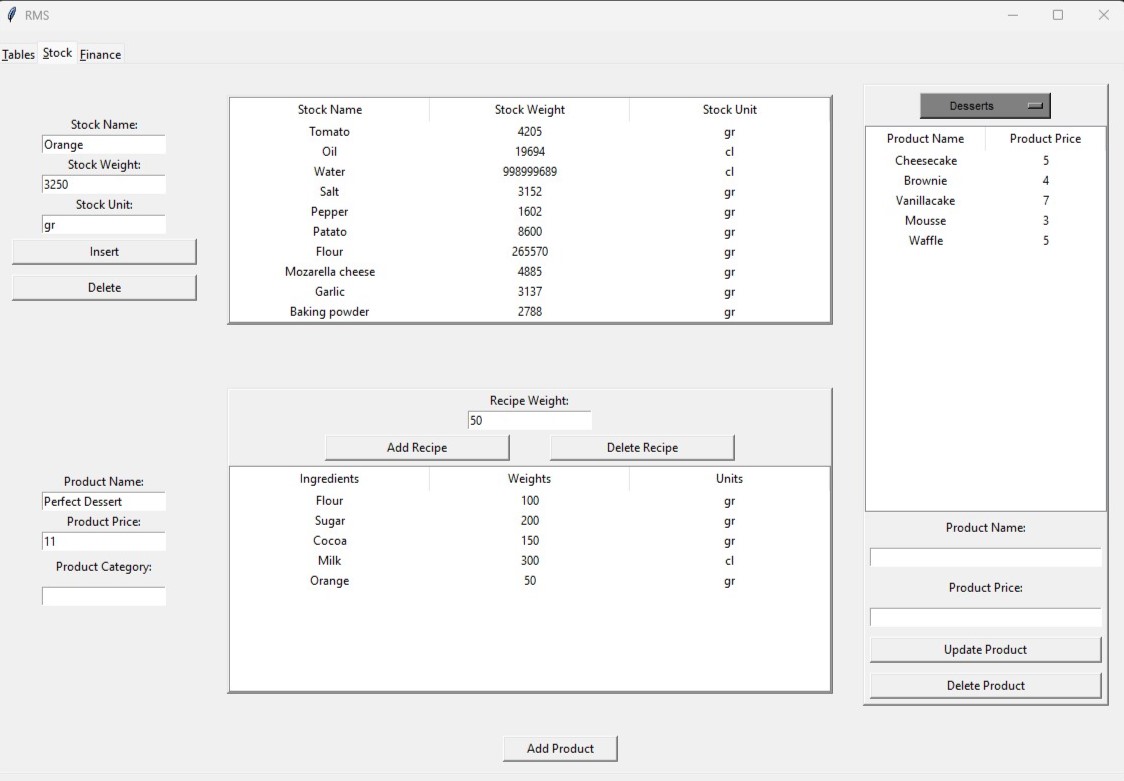 RMS
Tables Stock Finance
Stock Name:
Orange
Stock Weight:
3250
Stock Unit:
gr
Insert
Delete
Stock Name Stock Weight Stock Unit
Tomato 4205 gr
Oil 19694 cl
Water 998999689 cl
Salt 3152 gr
Pepper 1602 gr
Patato 8600 gr
Flour 265570 gr
Mozarella cheese 4885 gr
Garlic 3137 gr
Baking powder 2788 gr
Desserts
Product Name Product Price
Cheesecake 5
Brownie 4
Vanillacake 7
Mousse 3
Waffle 5
Product Name:
Product Price:
Update Product
Delete Product
Product Name:
Perfect Dessert
Product Price:
11
Product Category:
Recipe Weight:
50
Add Recipe Delete Recipe
Ingredients Weights Units
Flour 100 gr
Sugar 200 gr
Cocoa 150 gr
Milk 300 cl
Orange 50 gr
Add Product